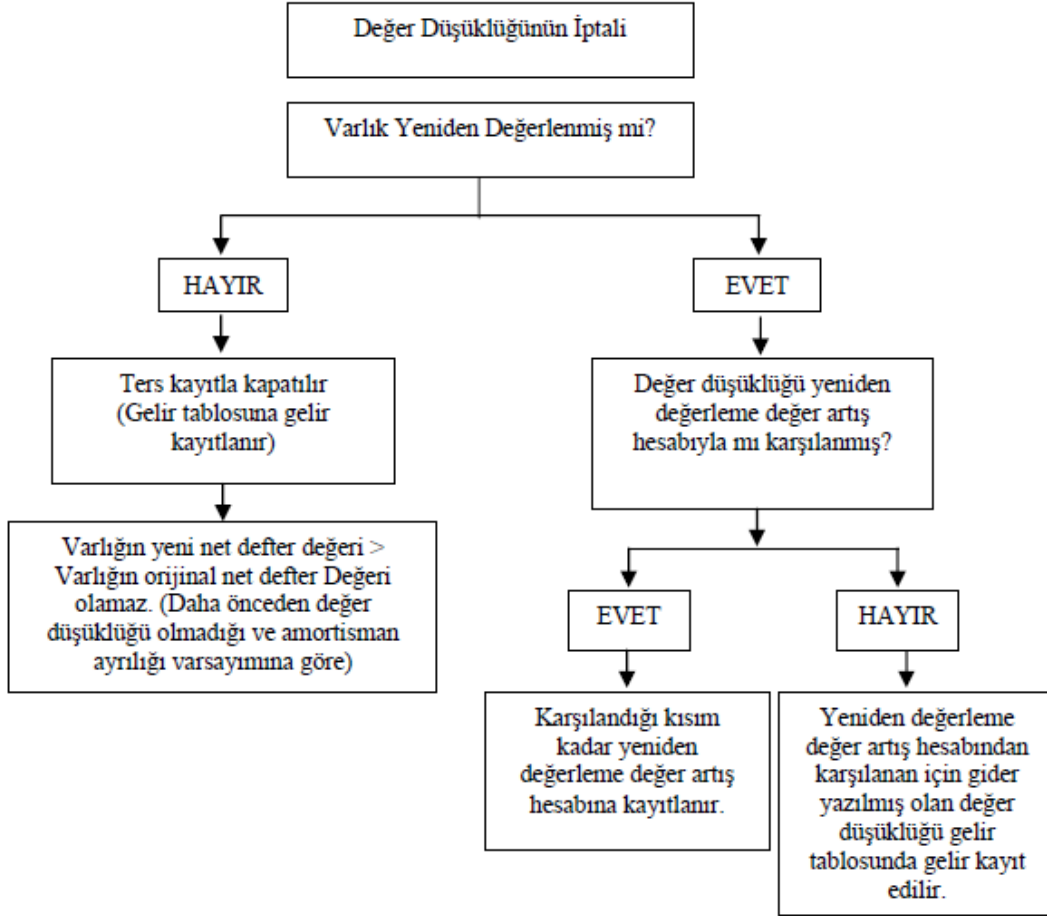 Değer Düşüklüğünün İptali
Varlık Yeniden Değerlenmiş mi?
HAYIR
EVET
Ters kayıtla kapatılır
(Gelir tablosuna gelir
kayıtlanır)
Değer düşüklüğü yeniden
değerleme değer artış
hesabıyla mı karşılanmış?
Varlığın yeni net defter değeri >
Varlığın orijinal net defter Değeri
olamaz. (Daha önceden değer
düşüklüğü olmadığı ve amortisman
ayrılığı varsayımına göre)
EVET
HAYIR
Karşılandığı kısım
kadar yeniden
değerleme değer artış
hesabına kayıtlanır.
Yeniden değerleme
değer artış hesabından
karşılanan için gider
yazılmış olan değer
düşüklüğü gelir
tablosunda gelir kayıt
edilir.